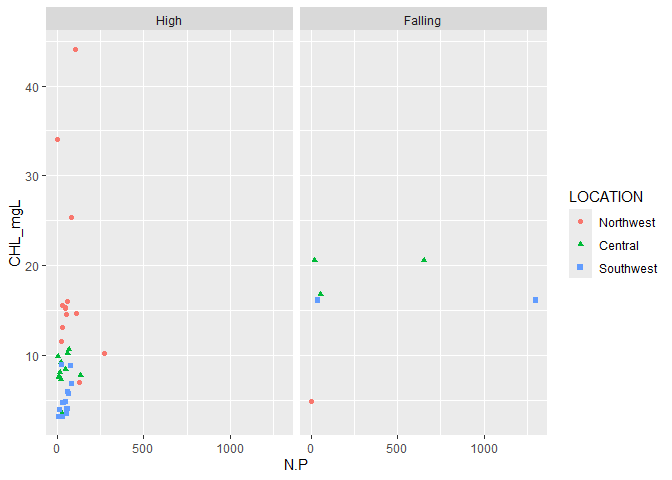 High Falling
CHL_mgL
40
30
20
10
0 500 1000 0 500 1000
N.P
LOCATION
Northwest
Central
Southwest